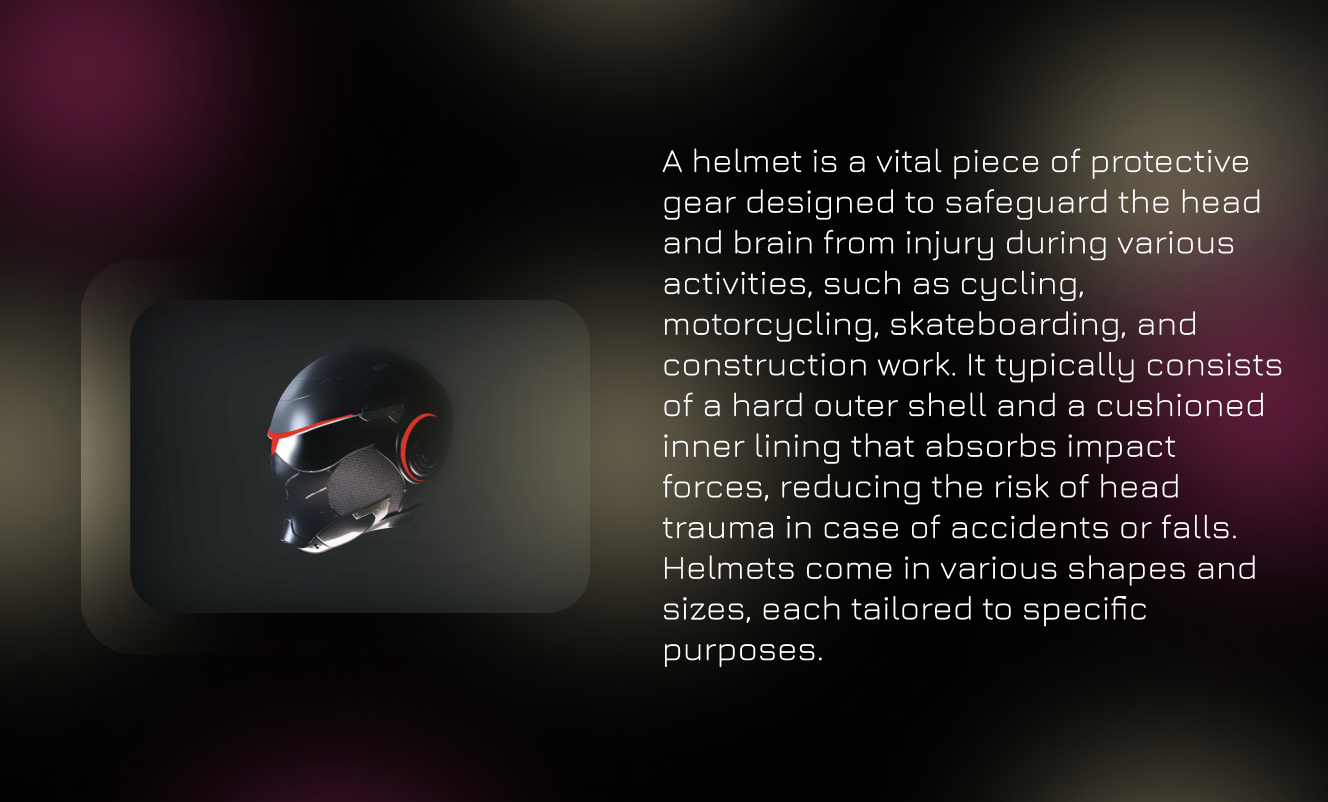 A helmet is a vital piece of protective
gear designed to safeguard the head
and brain from injury during various
activities, such as cycling,
motorcycling, skateboarding, and
construction work. It typically consists
of a hard outer shell and a cushioned
inner lining that absorbs impact
forces, reducing the risk of head
trauma in case of accidents or falls.
Helmets come in various shapes and
sizes, each tailored to specific
purposes.